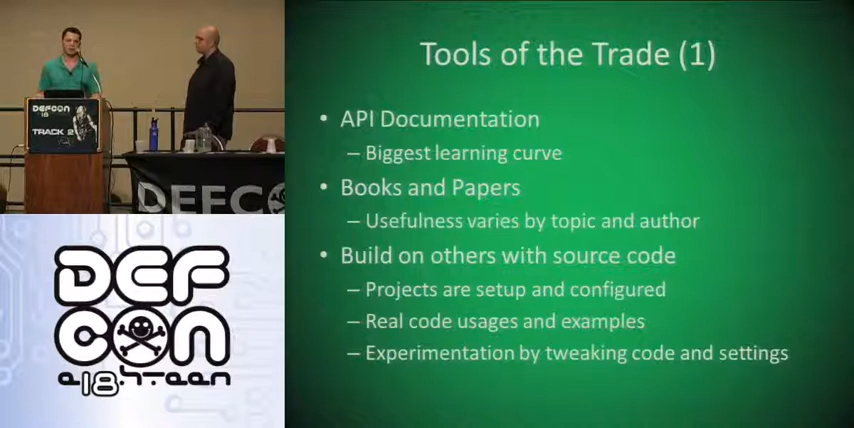 DEFCON
18
TRACK 2
DEFC
DEF
CON
e18hteen
Tools of the Trade (1)
• API Documentation
– Biggest learning curve
• Books and Papers
– Usefulness varies by topic and author
• Build on others with source code
– Projects are setup and configured
– Real code usages and examples
– Experimentation by tweaking code and settings